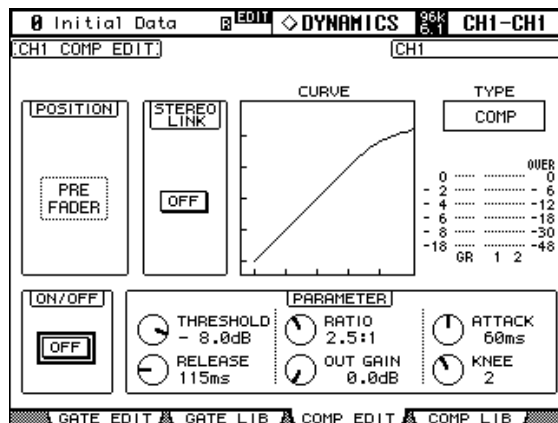 0 Initial Data EDIT DYNAMICS 96k 6.1 CH1-CH1
CH1 COMP EDIT CH1
POSITION
PRE
FADER
STEREO
LINK
OFF
CURVE
TYPE
COMP
OVER
0 0
- 2 - 6
- 4 -12
- 6 -18
- 8 -30
-18 -48
GR 1 2
ON/OFF
OFF
PARAMETER
THRESHOLD
- 8.0dB
RATIO
2.5:1
ATTACK
60ms
RELEASE
115ms
OUT GAIN
0.0dB
KNEE
2
GATE EDIT GATE LIB COMP EDIT COMP LIB